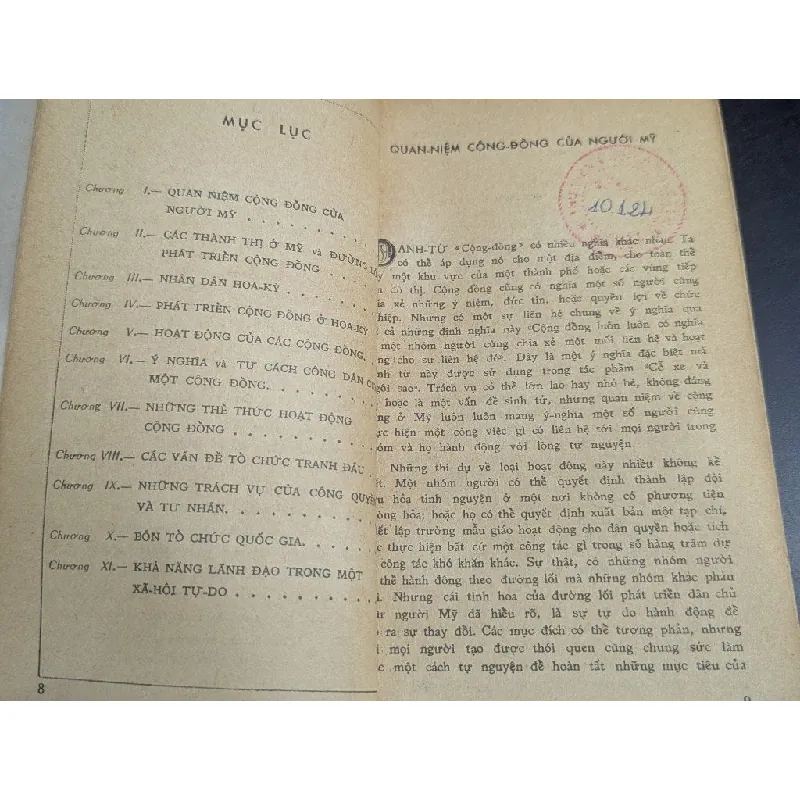 MỤC LỤC
Chương I.— QUAN NIỆM CỘNG ĐỒNG CỦA
NGƯỜI MỸ . . . . . . . . .
Chương II.— CÁC THÀNH THỊ Ở MỸ và ĐƯỜNG
PHÁT TRIỂN CỘNG ĐỒNG . . . .
Chương III.— NHÂN DÂN HOA-KỲ . . . . . .
Chương IV.— PHÁT TRIỂN CỘNG ĐỒNG Ở HOA-KỲ
Chương V.— HOẠT ĐỘNG CỦA CÁC CỘNG ĐỒNG.
Chương VI.— Ý NGHĨA và TƯ CÁCH CÔNG DÂN
MỘT CỘNG ĐỒNG. . . . . . . .
Chương VII.— NHỮNG THỂ THỨC HOẠT ĐỘNG
CỘNG ĐỒNG . . . . . . . . .
Chương VIII.— CÁC VẤN ĐỀ TỔ CHỨC TRANH ĐẤU
Chương IX.— NHỮNG TRÁCH VỤ CỦA CÔNG QUYỀN
VÀ TƯ NHÂN. . . . . . . . .
Chương X.— BỐN TỔ CHỨC QUỐC GIA. . . . .
Chương XI.— KHẢ NĂNG LÃNH ĐẠO TRONG MỘT
XÃ-HỘI TỰ-DO . . . . . . . .
8
QUAN-NIỆM CỘNG-ĐỒNG CỦA NGƯỜI MỸ
10124
DANH-TỪ «Cộng-đồng» có nhiều nghĩa khác nhau. Ta
có thể áp dụng nó cho một địa điểm, cho toàn thể
một khu vực của một thành phố hoặc các vùng tiếp
đô thị. Cộng đồng cũng có nghĩa một số người cùng
xẻ những ý niệm, đức tin, hoặc quyền lợi về chức
Nhưng có một sự liên hệ chung về ý nghĩa qua
cả những định nghĩa này «Cộng đồng luôn luôn có nghĩa
một nhóm người cùng chia xẻ một mối liên hệ và hoạt
cho sự liên hệ đó». Đây là một ý nghĩa đặc biệt mà
từ này được sử dụng trong tác phẩm «Cỗ xe và
sao». Trách vụ có thể lớn lao hay nhỏ bé, không đáng
hoặc là một vấn đề sinh tử, nhưng quan niệm về cộng
ở Mỹ luôn luôn mang ý-nghĩa một số người cùng
hiện một công việc gì có liên hệ tới mọi người trong
và họ hành động với lòng tự nguyện.
Những thí dụ về loại hoạt động này nhiều không kể
Một nhóm người có thể quyết định thành lập đội
hỏa tình nguyện ở một nơi không có phương tiện
hỏa; hoặc họ có thể quyết định xuất bản một tạp chí,
lập trường mẫu giáo hoạt động cho dân quyền hoặc tích
thực hiện bất cứ một công tác gì trong số hàng trăm dự
công tác khó khăn khác. Sự thật, có những nhóm người
thể hành động theo đường lối mà những nhóm khác phản
Nhưng cái tinh hoa của đường lối phát triển dân chủ
người Mỹ đã hiểu rõ, là sự tự do hành động để
ra sự thay đổi. Các mục đích có thể tương phản, nhưng
mọi người tạo được thói quen cùng chung sức làm
một cách tự nguyện để hoàn tất những mục tiêu của
9